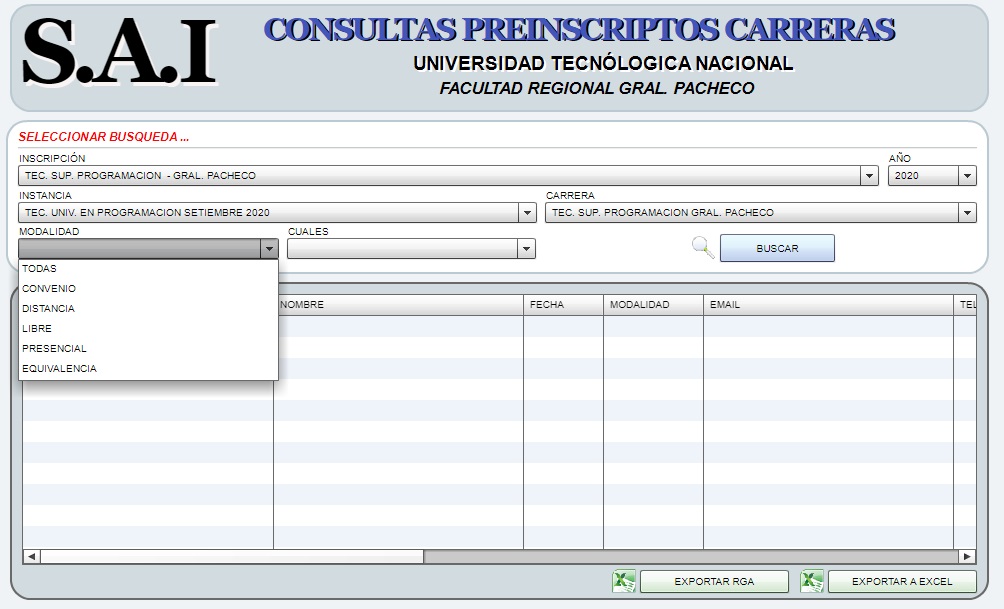 S.A.I
CONSULTAS PREINSCRIPTOS CARRERAS
UNIVERSIDAD TECNÓLOGICA NACIONAL
FACULTAD REGIONAL GRAL. PACHECO
SELECCIONAR BUSQUEDA ...
INSCRIPCIÓN AÑO
TEC. SUP. PROGRAMACION - GRAL. PACHECO 2020
INSTANCIA CARRERA
TEC. UNIV. EN PROGRAMACION SETIEMBRE 2020 TEC. SUP. PROGRAMACION GRAL. PACHECO
MODALIDAD CUALES
BUSCAR
TODAS
CONVENIO
DISTANCIA
LIBRE
PRESENCIAL
EQUIVALENCIA
NOMBRE FECHA MODALIDAD EMAIL TEL
EXPORTAR RGA EXPORTAR A EXCEL